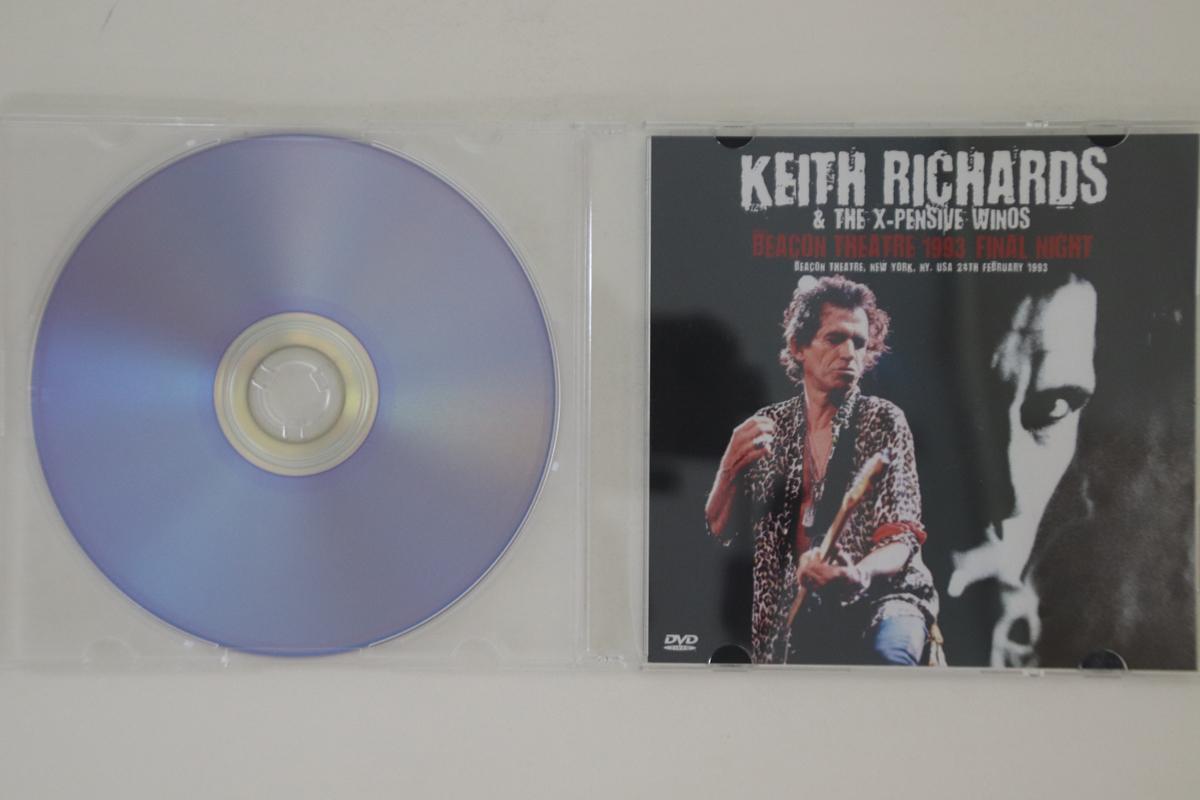 KEITH RICHARDS
& THE X-PENSIVE WINOS
BEACON THEATRE 1993 FINAL NIGHT
BEACON THEATRE, NEW YORK, NY. USA 24TH FEBRUARY 1993
DVD
VIDEO